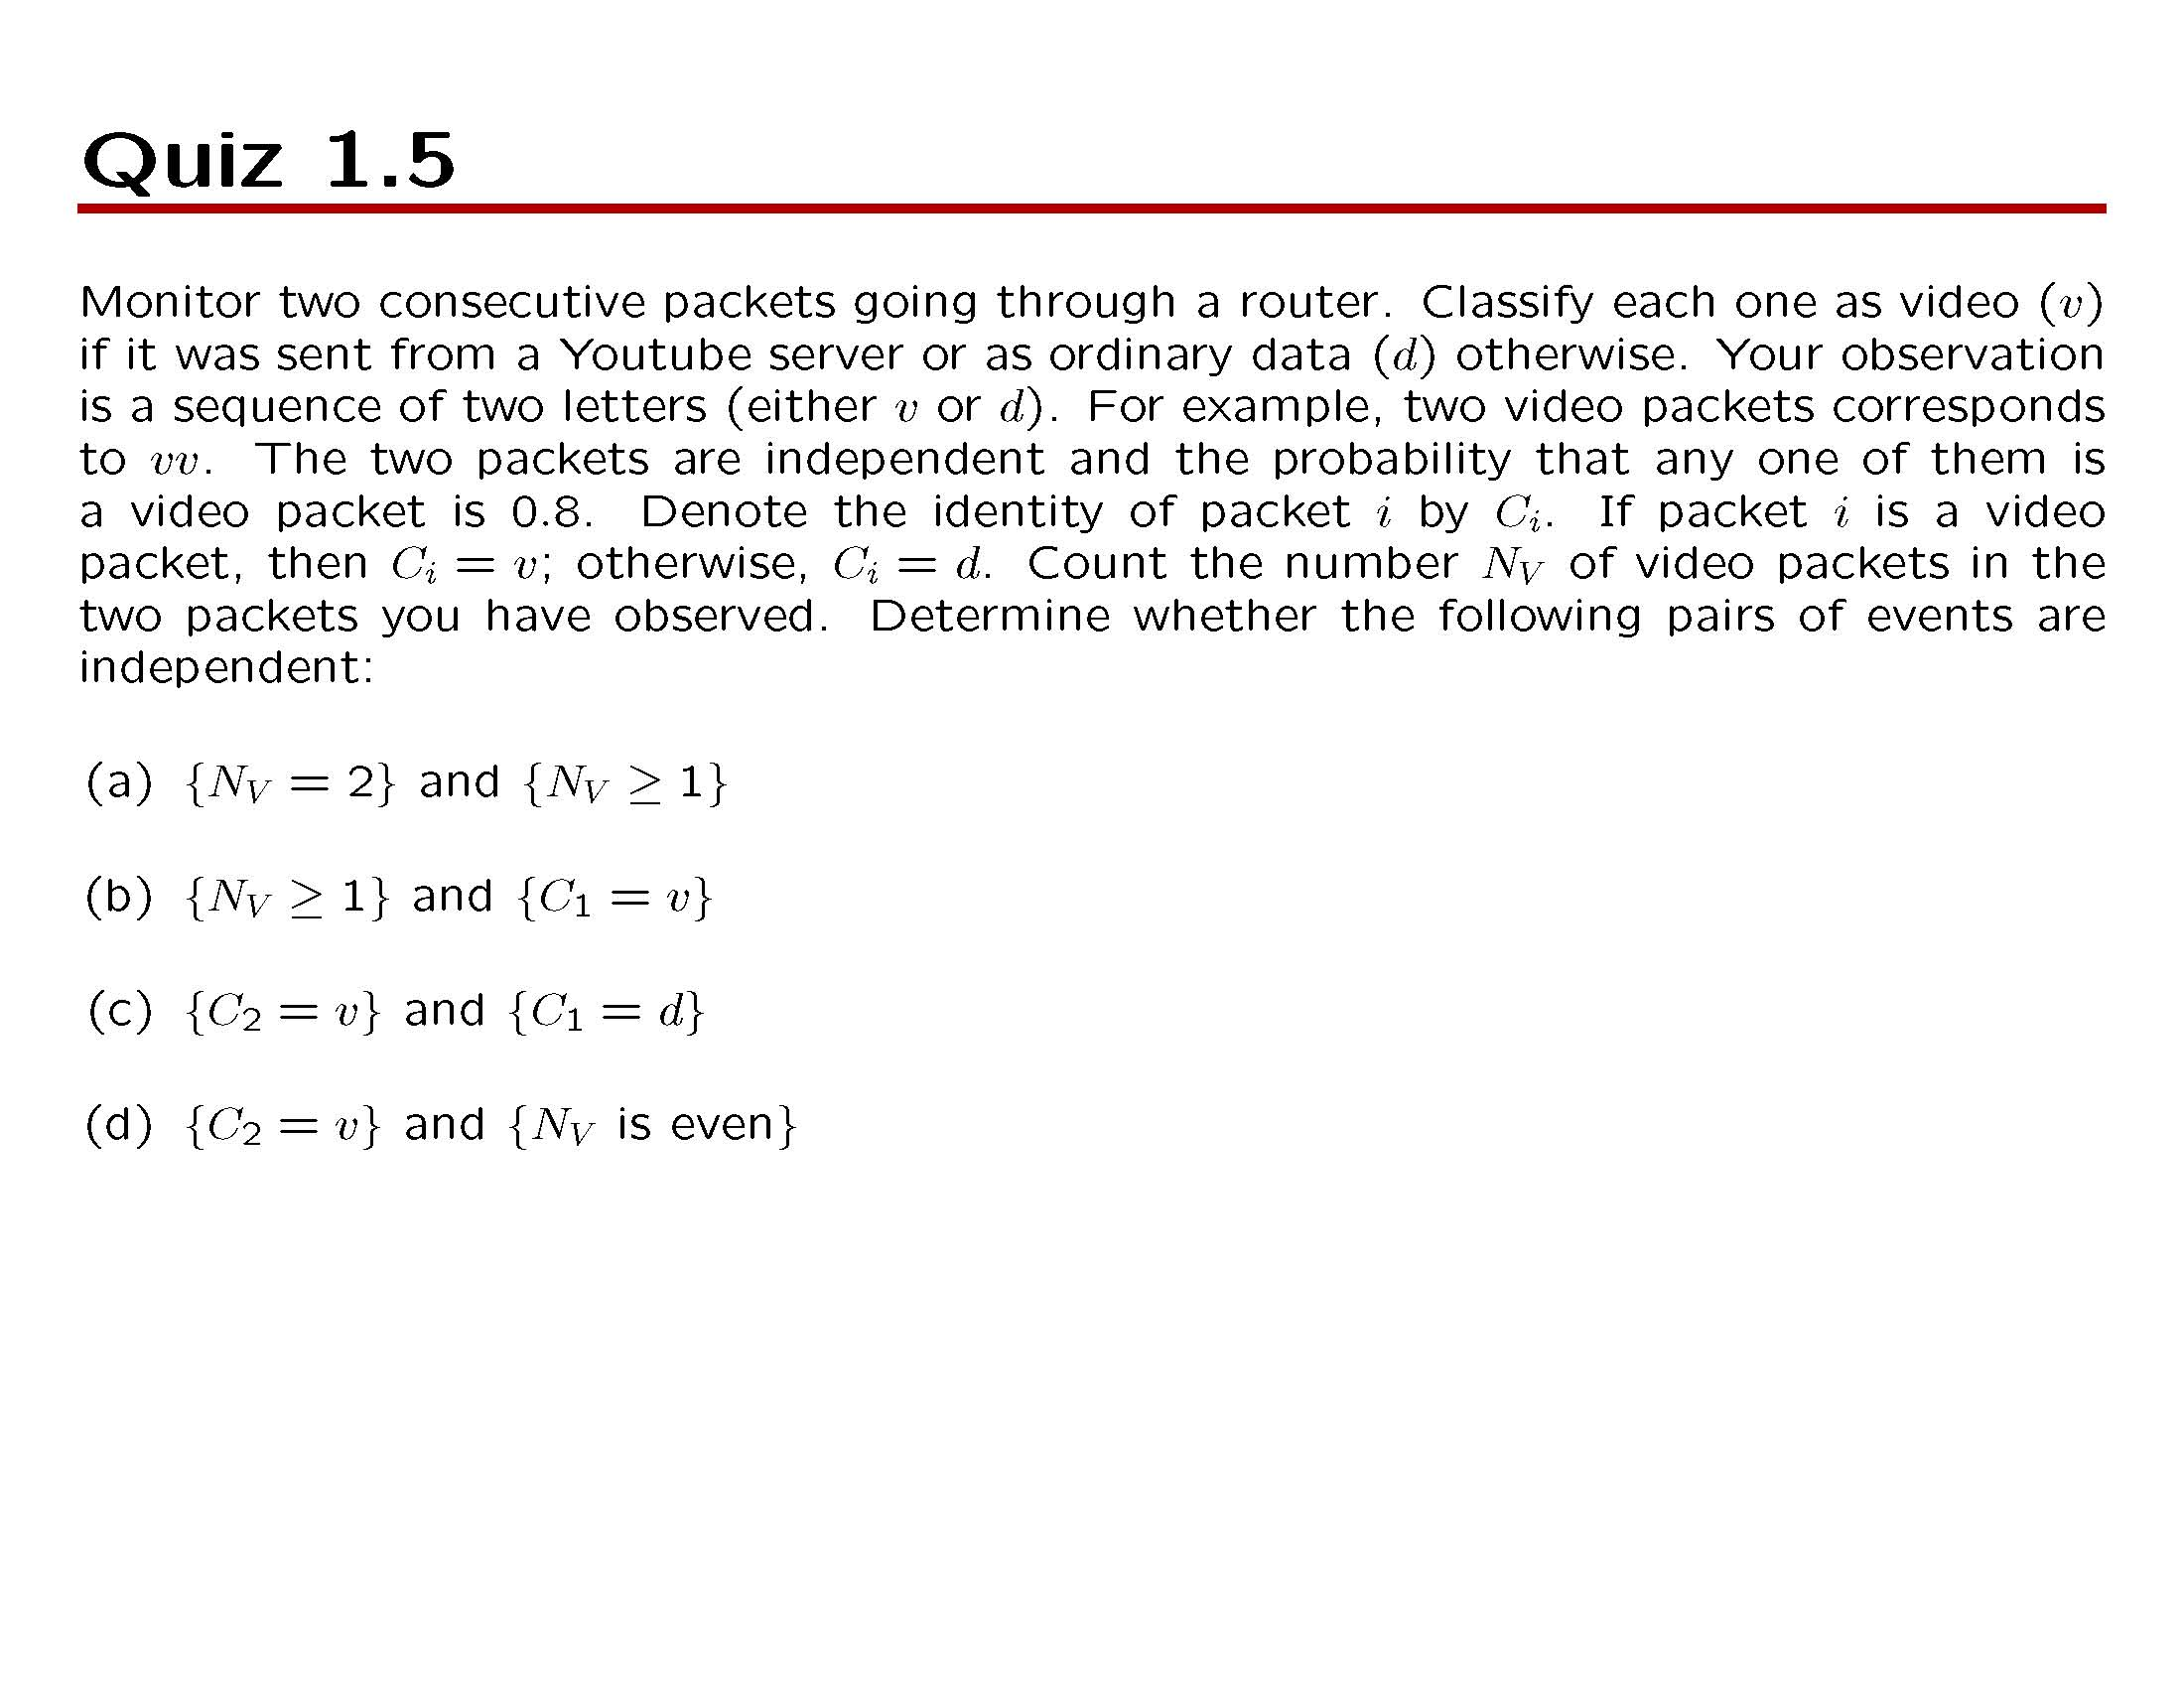 Quiz 1.5
Monitor two consecutive packets going through a router. Classify each one as video (v)
if it was sent from a Youtube server or as ordinary data (d) otherwise. Your observation
is a sequence of two letters (either v or d). For example, two video packets corresponds
to vv. The two packets are independent and the probability that any one of them is
a video packet is 0.8. Denote the identity of packet i by C_i. If packet i is a video
packet, then C_i = v; otherwise, C_i = d. Count the number N_V of video packets in the
two packets you have observed. Determine whether the following pairs of events are
independent:
(a) {N_V = 2} and {N_V ≥ 1}
(b) {N_V ≥ 1} and {C_1 = v}
(c) {C_2 = v} and {C_1 = d}
(d) {C_2 = v} and {N_V is even}